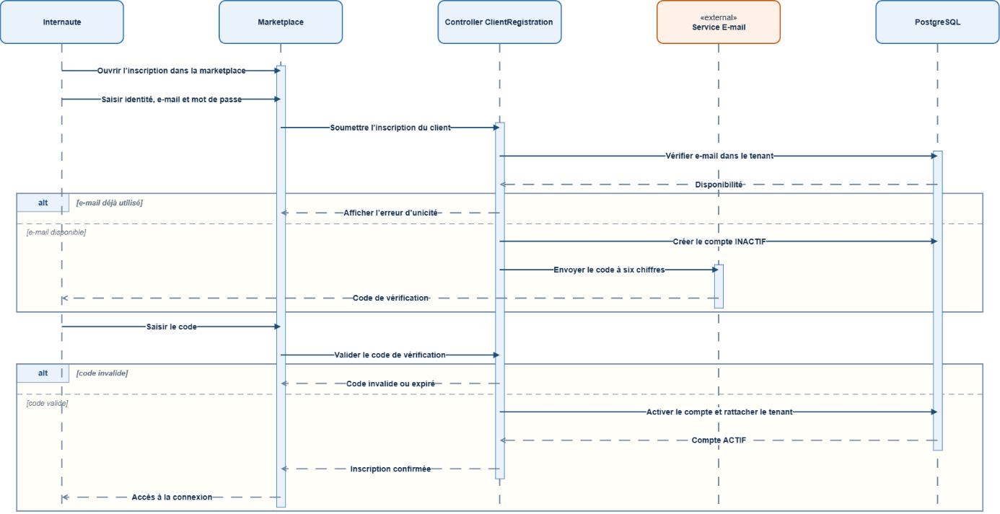 Internaute
Marketplace
Controller ClientRegistration
«external»
Service E-mail
PostgreSQL
Ouvrir l’inscription dans la marketplace
Saisir identité, e-mail et mot de passe
Soumettre l’inscription du client
Vérifier e-mail dans le tenant
Disponibilité
alt
[e-mail déjà utilisé]
Afficher l’erreur d’unicité
[e-mail disponible]
Créer le compte INACTIF
Envoyer le code à six chiffres
Code de vérification
Saisir le code
Valider le code de vérification
alt
[code invalide]
Code invalide ou expiré
[code valide]
Activer le compte et rattacher le tenant
Compte ACTIF
Inscription confirmée
Accès à la connexion